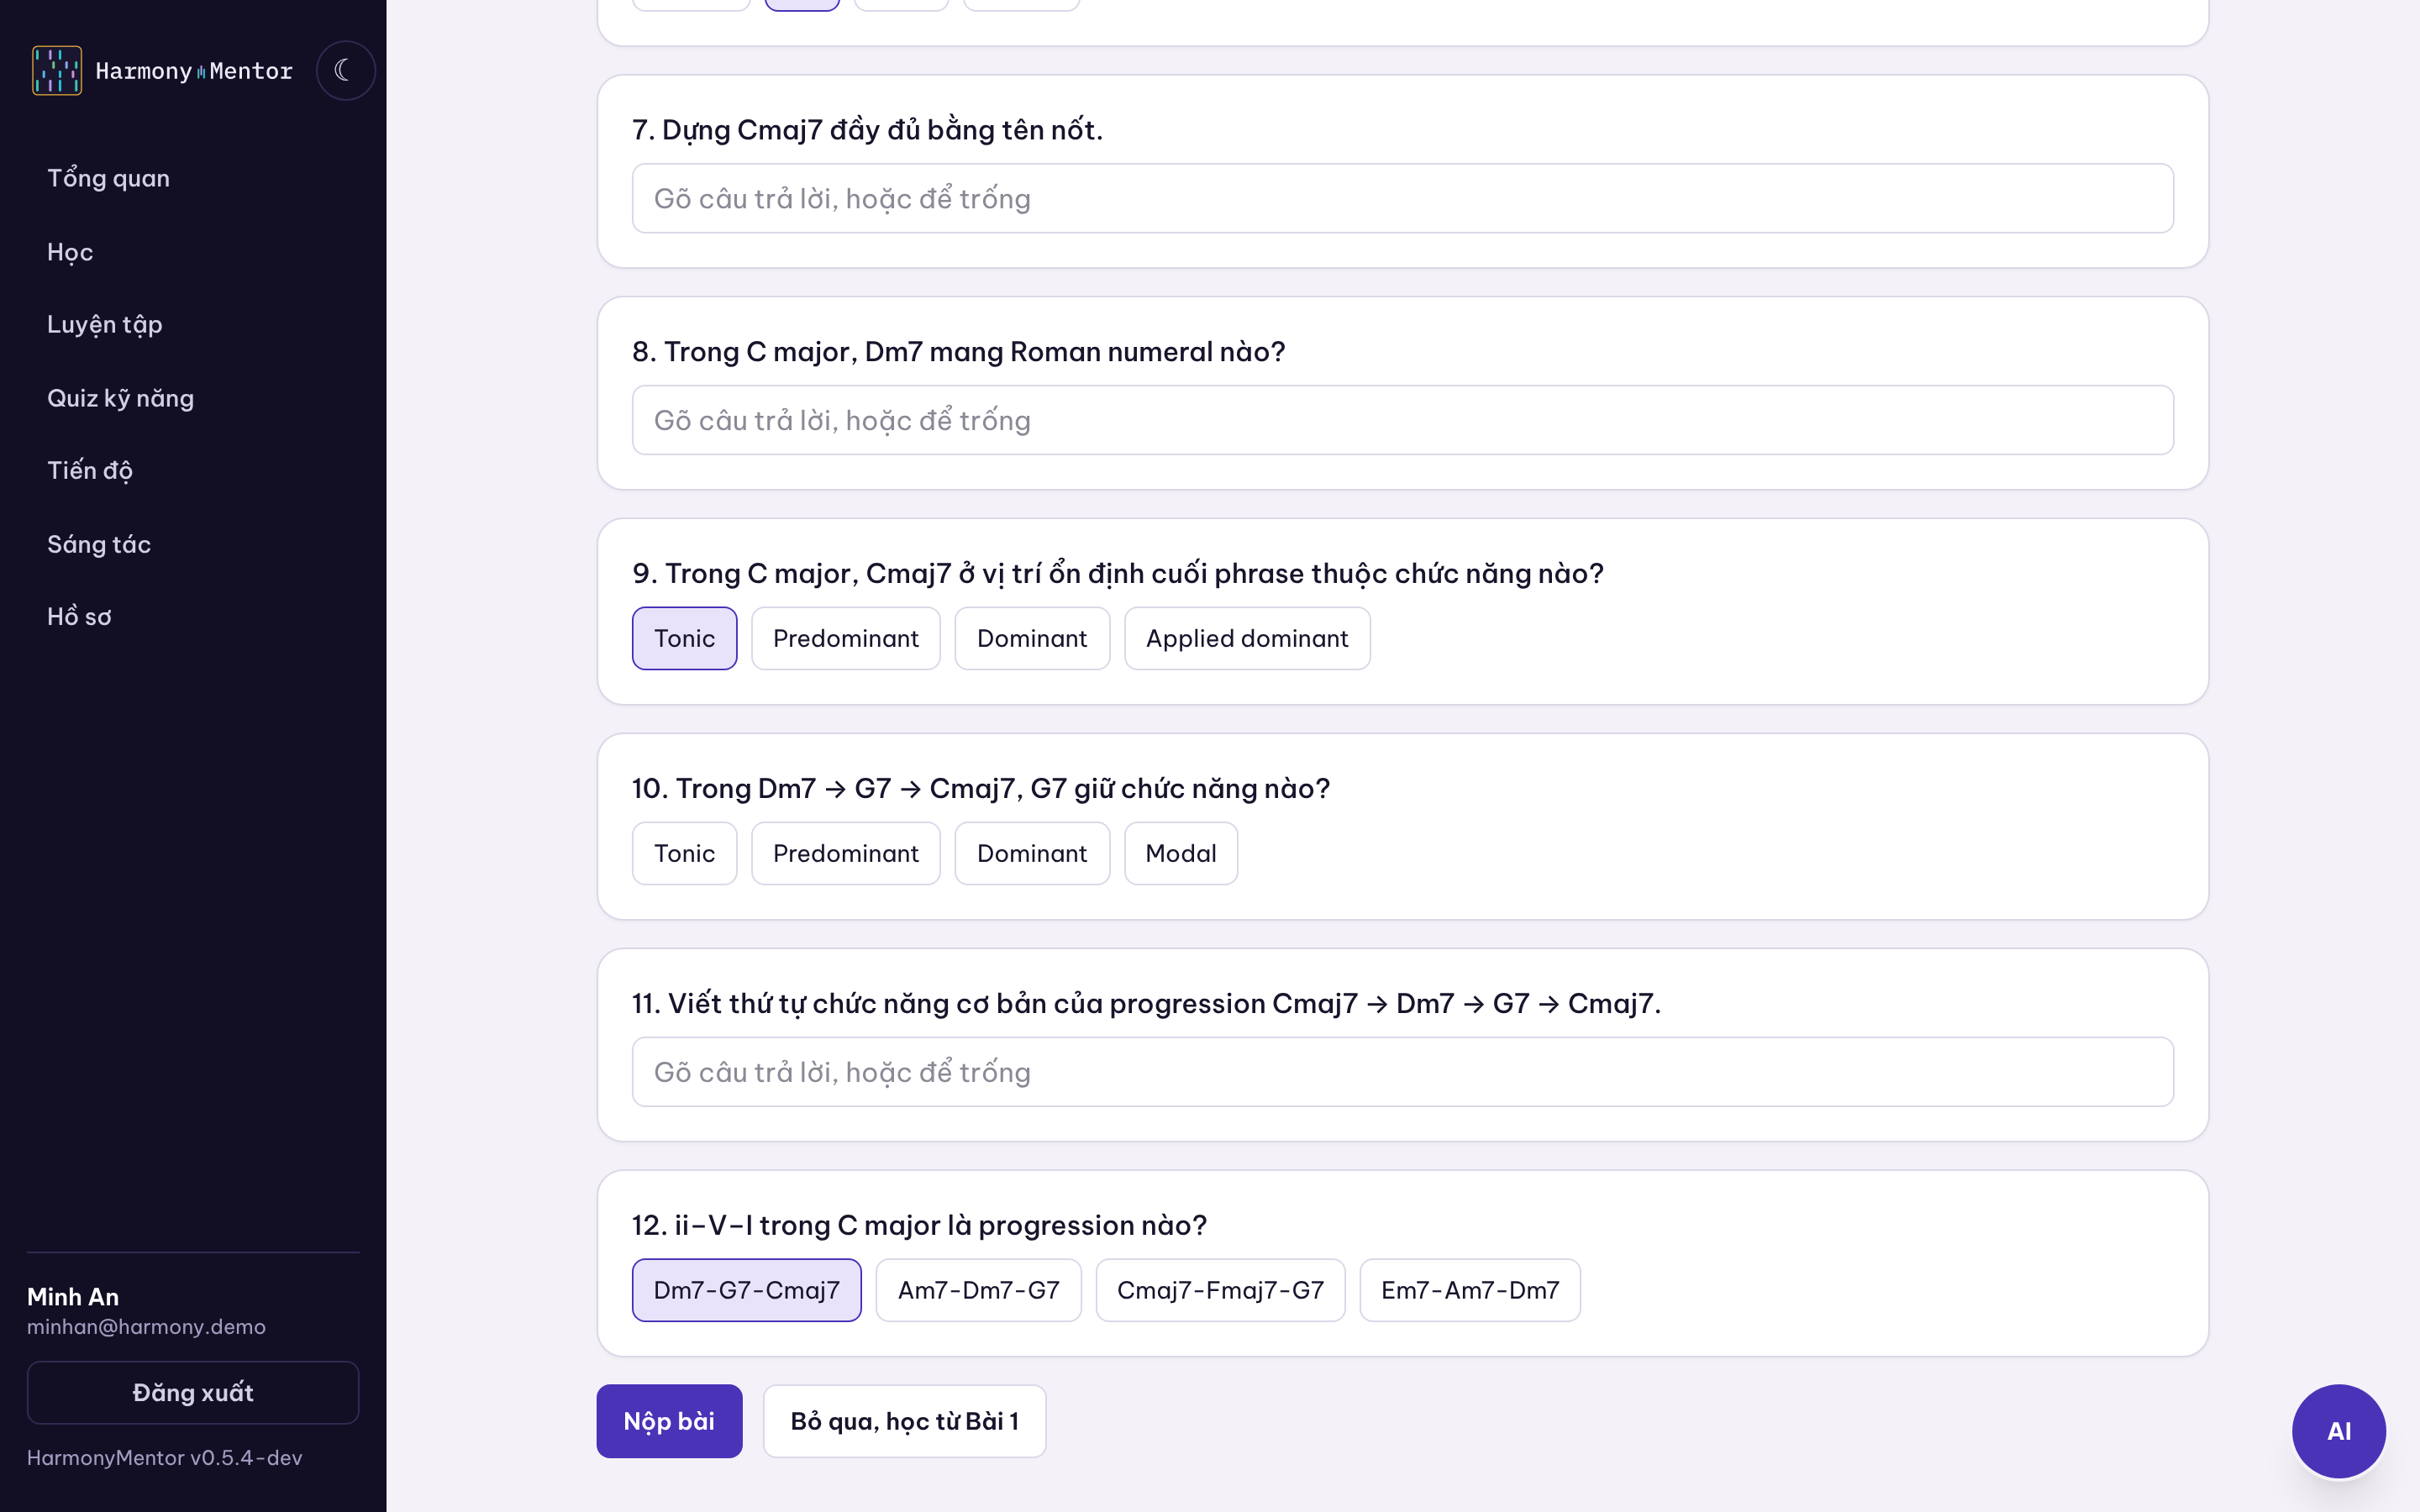 Harmony Mentor
Tổng quan
Học
Luyện tập
Quiz kỹ năng
Tiến độ
Sáng tác
Hồ sơ
Minh An
minhan@harmony.demo
Đăng xuất
HarmonyMentor v0.5.4-dev
7. Dựng Cmaj7 đầy đủ bằng tên nốt.
Gõ câu trả lời, hoặc để trống
8. Trong C major, Dm7 mang Roman numeral nào?
Gõ câu trả lời, hoặc để trống
9. Trong C major, Cmaj7 ở vị trí ổn định cuối phrase thuộc chức năng nào?
Tonic Predominant Dominant Applied dominant
10. Trong Dm7 → G7 → Cmaj7, G7 giữ chức năng nào?
Tonic Predominant Dominant Modal
11. Viết thứ tự chức năng cơ bản của progression Cmaj7 → Dm7 → G7 → Cmaj7.
Gõ câu trả lời, hoặc để trống
12. ii–V–I trong C major là progression nào?
Dm7-G7-Cmaj7 Am7-Dm7-G7 Cmaj7-Fmaj7-G7 Em7-Am7-Dm7
Nộp bài Bỏ qua, học từ Bài 1
AI